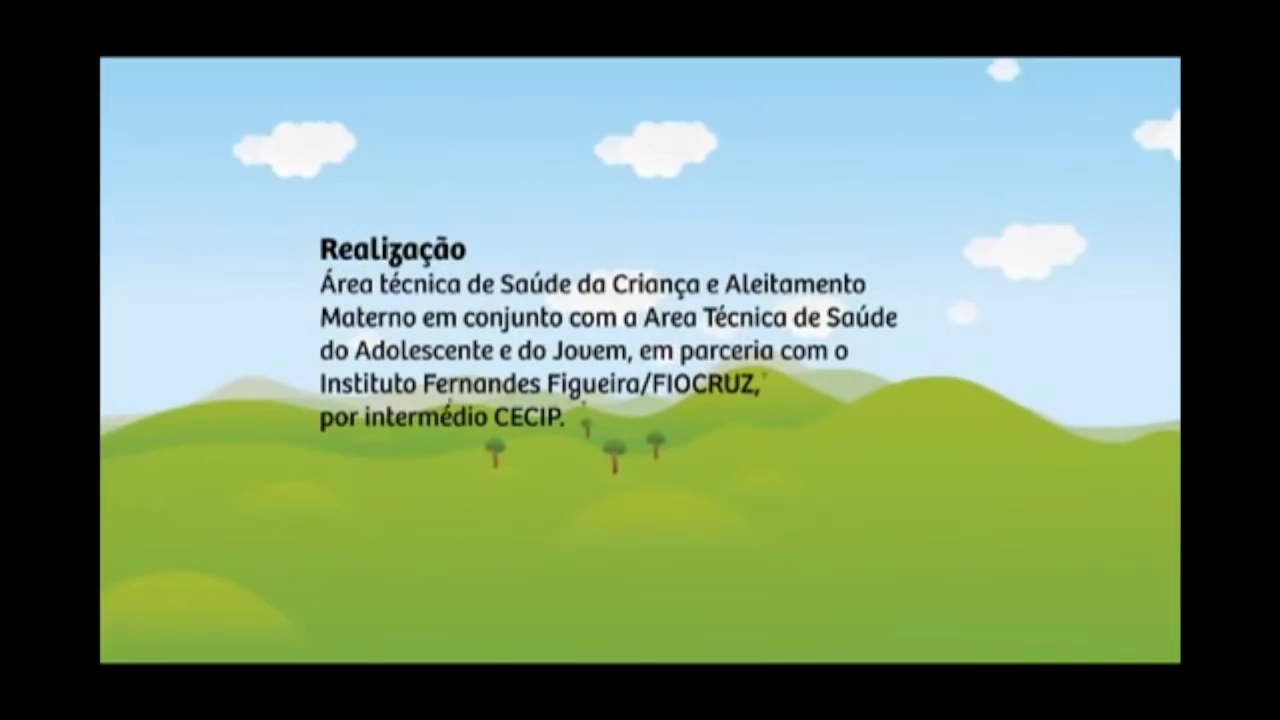 Realização
Área técnica de Saúde da Criança e Aleitamento
Materno em conjunto com a Area Técnica de Saúde
do Adolescente e do Jovem, em parceria com o
Instituto Fernandes Figueira/FIOCRUZ,
por intermédio CECIP.